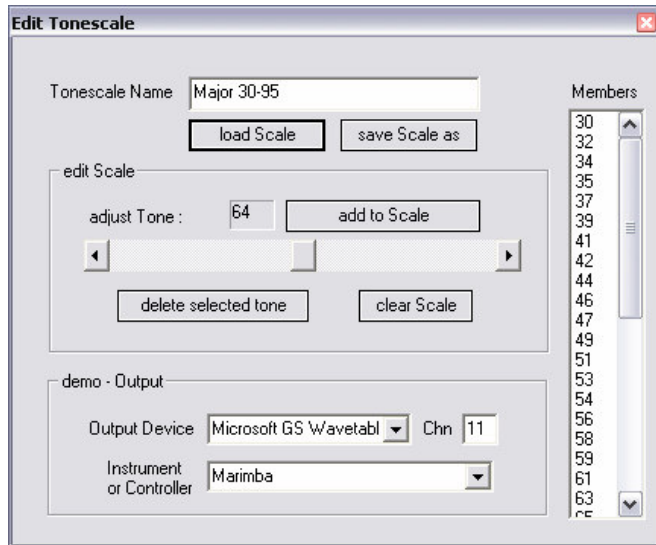 Edit Tonescale
Tonescale Name Major 30-95
load Scale save Scale as
edit Scale
adjust Tone : 64 add to Scale
delete selected tone clear Scale
demo - Output
Output Device Microsoft GS Wavetabl Chn 11
Instrument
or Controller Marimba
Members
30
32
34
35
37
39
41
42
44
46
47
49
51
53
54
56
58
59
61
63